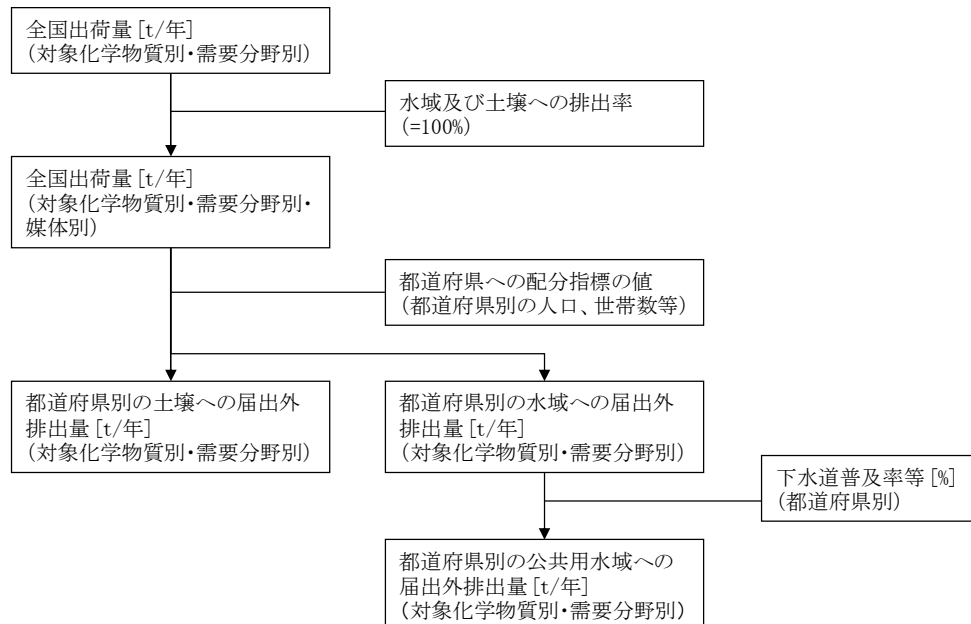 全国出荷量[t/年]
(対象化学物質別・需要分野別)
水域及び土壌への排出率
(=100%)
全国出荷量[t/年]
(対象化学物質別・需要分野別・
媒体別)
都道府県への配分指標の値
(都道府県別の人口、世帯数等)
都道府県別の土壌への届出外
排出量[t/年]
(対象化学物質別・需要分野別)
都道府県別の水域への届出外
排出量[t/年]
(対象化学物質別・需要分野別)
下水道普及率等[%]
(都道府県別)
都道府県別の公共用水域への
届出外排出量[t/年]
(対象化学物質別・需要分野別)